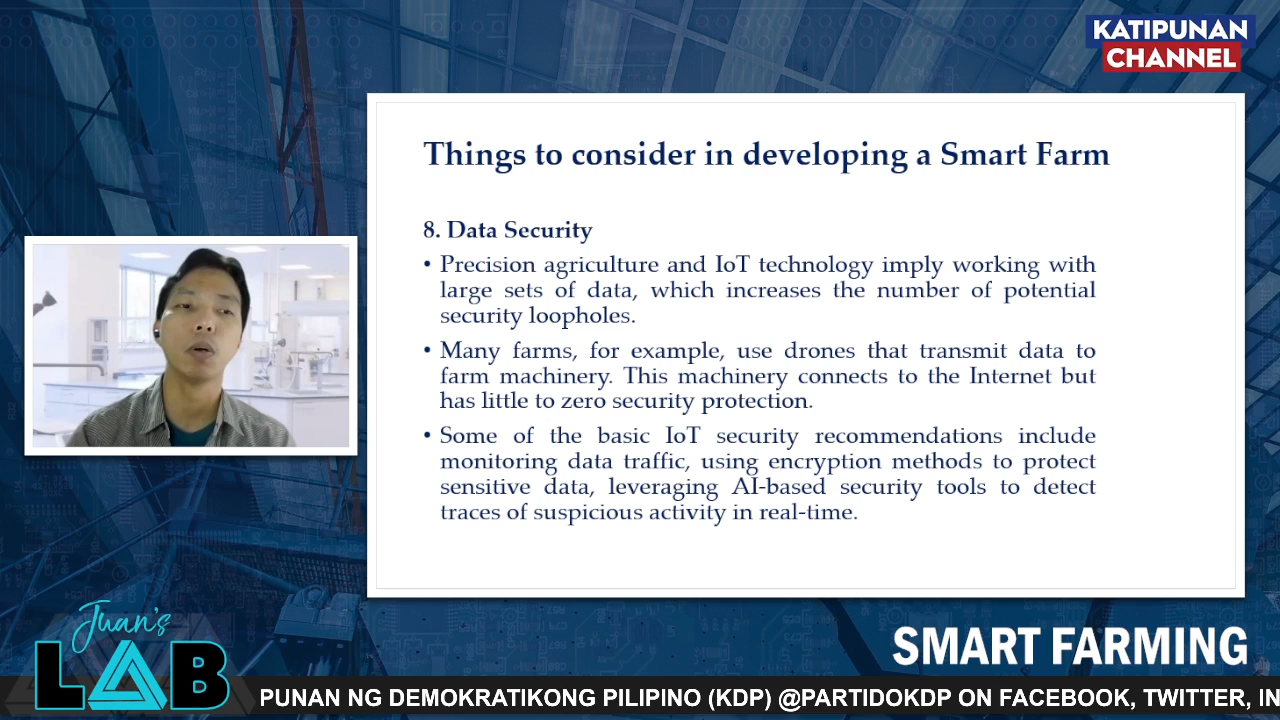 KATIPUNAN
CHANNEL
Things to consider in developing a Smart Farm
8. Data Security
• Precision agriculture and IoT technology imply working with
large sets of data, which increases the number of potential
security loopholes.
• Many farms, for example, use drones that transmit data to
farm machinery. This machinery connects to the Internet but
has little to zero security protection.
• Some of the basic IoT security recommendations include
monitoring data traffic, using encryption methods to protect
sensitive data, leveraging AI-based security tools to detect
traces of suspicious activity in real-time.
Juan's
LAB
SMART FARMING
PUNAN NG DEMOKRATIKONG PILIPINO (KDP) @PARTIDOKDP ON FACEBOOK, TWITTER, IN